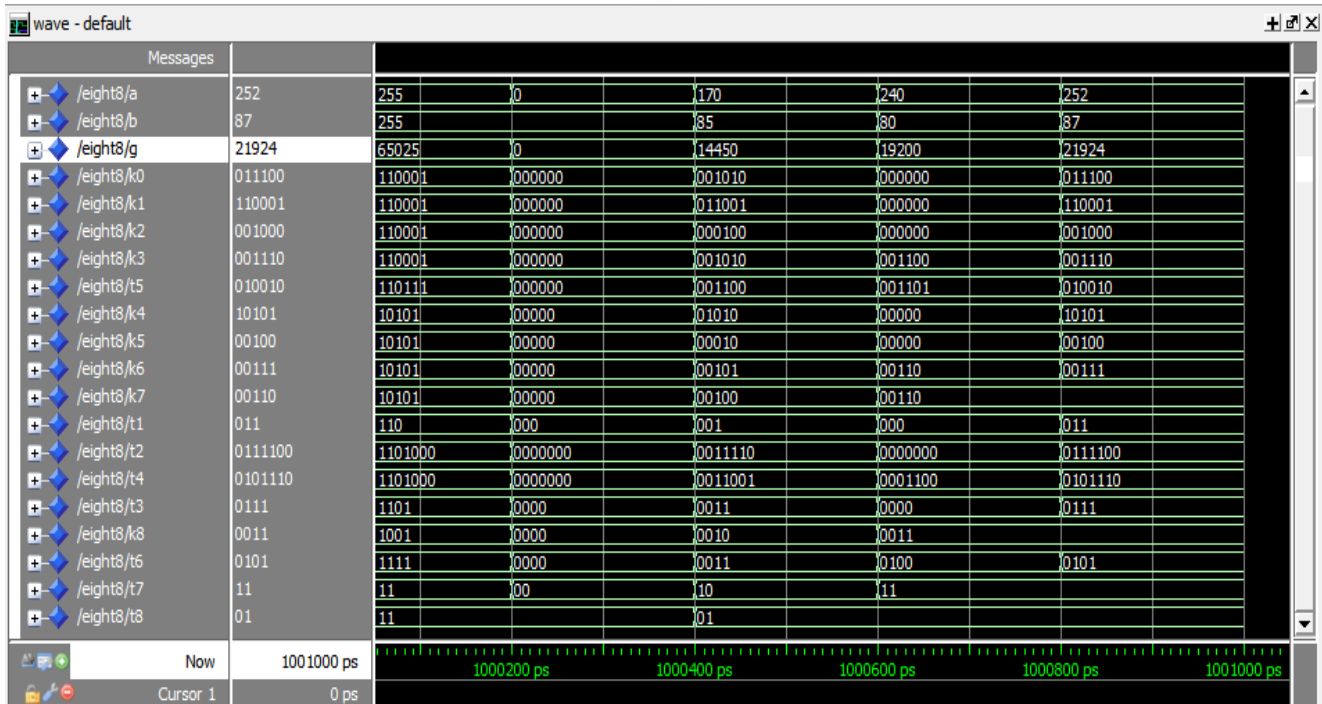 wave - default
Messages
/eight8/a 252 255 0 170 240 252
/eight8/b 87 255 85 80 87
/eight8/g 21924 65025 0 14450 19200 21924
/eight8/k0 011100 110001 000000 001010 000000 011100
/eight8/k1 110001 110001 000000 011001 000000 110001
/eight8/k2 001000 110001 000000 000100 000000 001000
/eight8/k3 001110 110001 000000 001010 001100 001110
/eight8/t5 010010 110111 000000 001100 001101 010010
/eight8/k4 10101 10101 00000 01010 00000 10101
/eight8/k5 00100 10101 00000 00010 00000 00100
/eight8/k6 00111 10101 00000 00101 00110 00111
/eight8/k7 00110 10101 00000 00100 00110
/eight8/t1 011 110 000 001 000 011
/eight8/t2 0111100 1101000 0000000 0011110 0000000 0111100
/eight8/t4 0101110 1101000 0000000 0011001 0001100 0101110
/eight8/t3 0111 1101 0000 0011 0000 0111
/eight8/k8 0011 1001 0000 0010 0011
/eight8/t6 0101 1111 0000 0011 0100 0101
/eight8/t7 11 11 00 10 11
/eight8/t8 01 11 01
Now 1001000 ps 1000200 ps 1000400 ps 1000600 ps 1000800 ps 1001000 ps
Cursor 1 0 ps